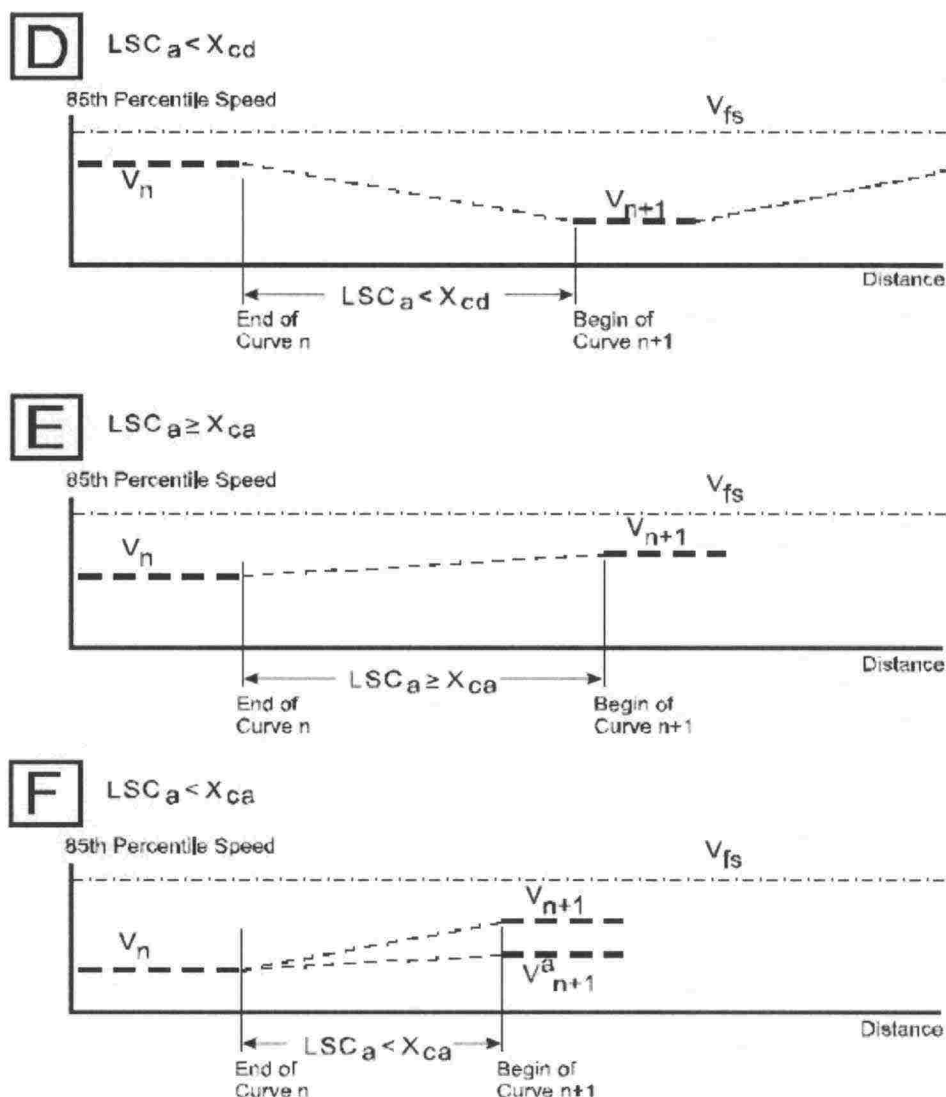 D LSCa < Xcd
85th Percentile Speed
Vfs
Vn
Vn+1
Distance
LSCa < Xcd
End of
Curve n
Begin of
Curve n+1
E LSCa ≥ Xca
85th Percentile Speed
Vfs
Vn
Vn+1
Distance
LSCa ≥ Xca
End of
Curve n
Begin of
Curve n+1
F LSCa < Xca
85th Percentile Speed
Vfs
Vn+1
Vn
Van+1
Distance
LSCa < Xca
End of
Curve n
Begin of
Curve n+1